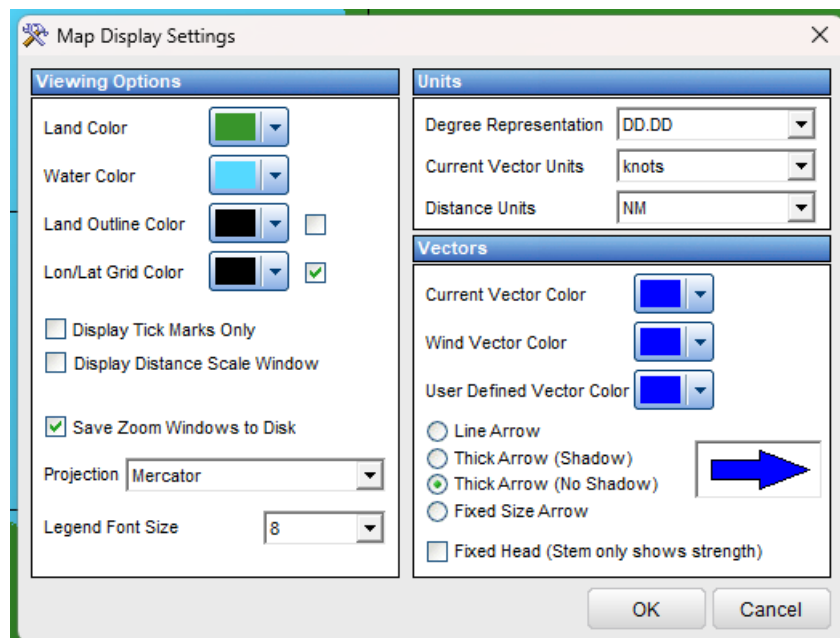 Map Display Settings
Viewing Options
Land Color
Water Color
Land Outline Color
Lon/Lat Grid Color
Display Tick Marks Only
Display Distance Scale Window
Save Zoom Windows to Disk
Projection Mercator
Legend Font Size 8
Units
Degree Representation DD.DD
Current Vector Units knots
Distance Units NM
Vectors
Current Vector Color
Wind Vector Color
User Defined Vector Color
Line Arrow
Thick Arrow (Shadow)
Thick Arrow (No Shadow)
Fixed Size Arrow
Fixed Head (Stem only shows strength)
OK Cancel